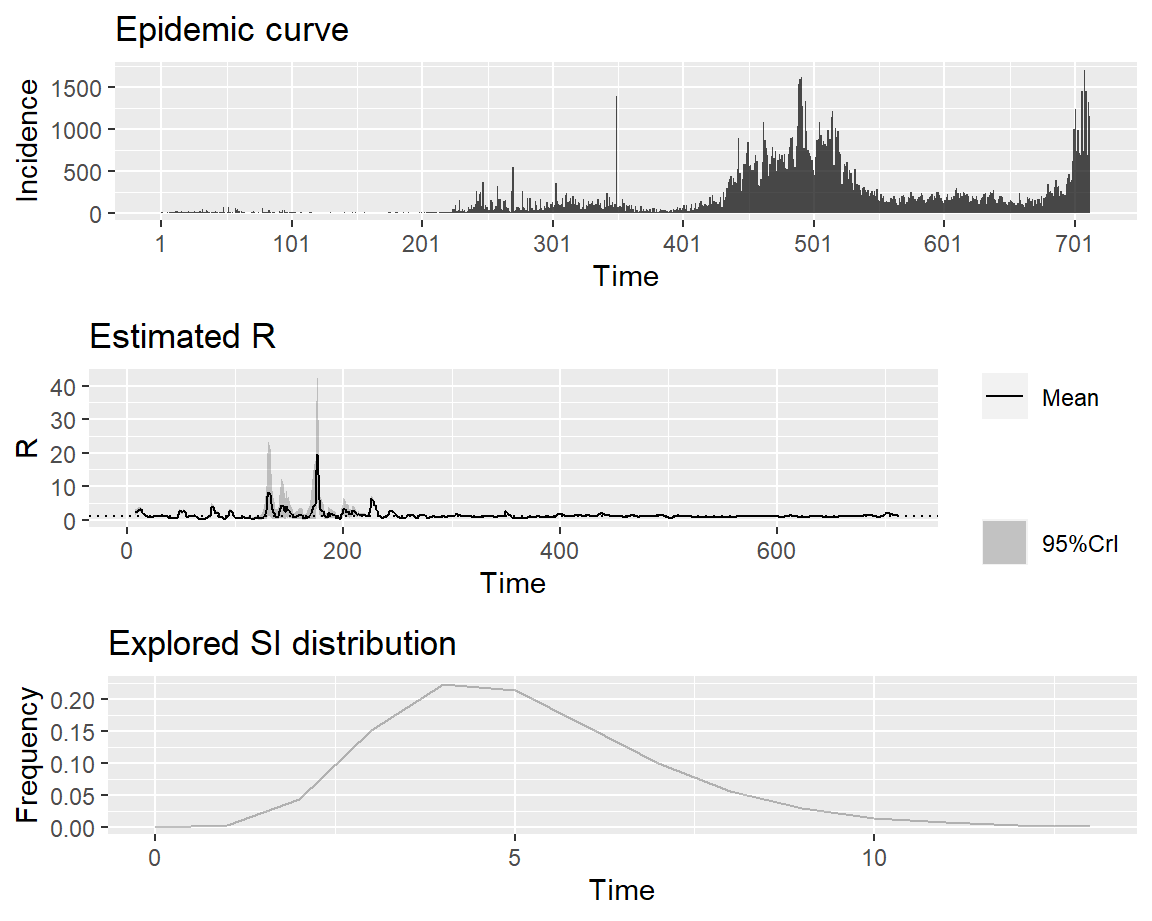 Epidemic curve
Incidence
1500
1000
500
0
1 101 201 301 401 501 601 701
Time
Estimated R
R
40
30
20
10
0
0 200 400 600
Time
Mean
95%CrI
Explored SI distribution
Frequency
0.20
0.15
0.10
0.05
0.00
0 5 10
Time